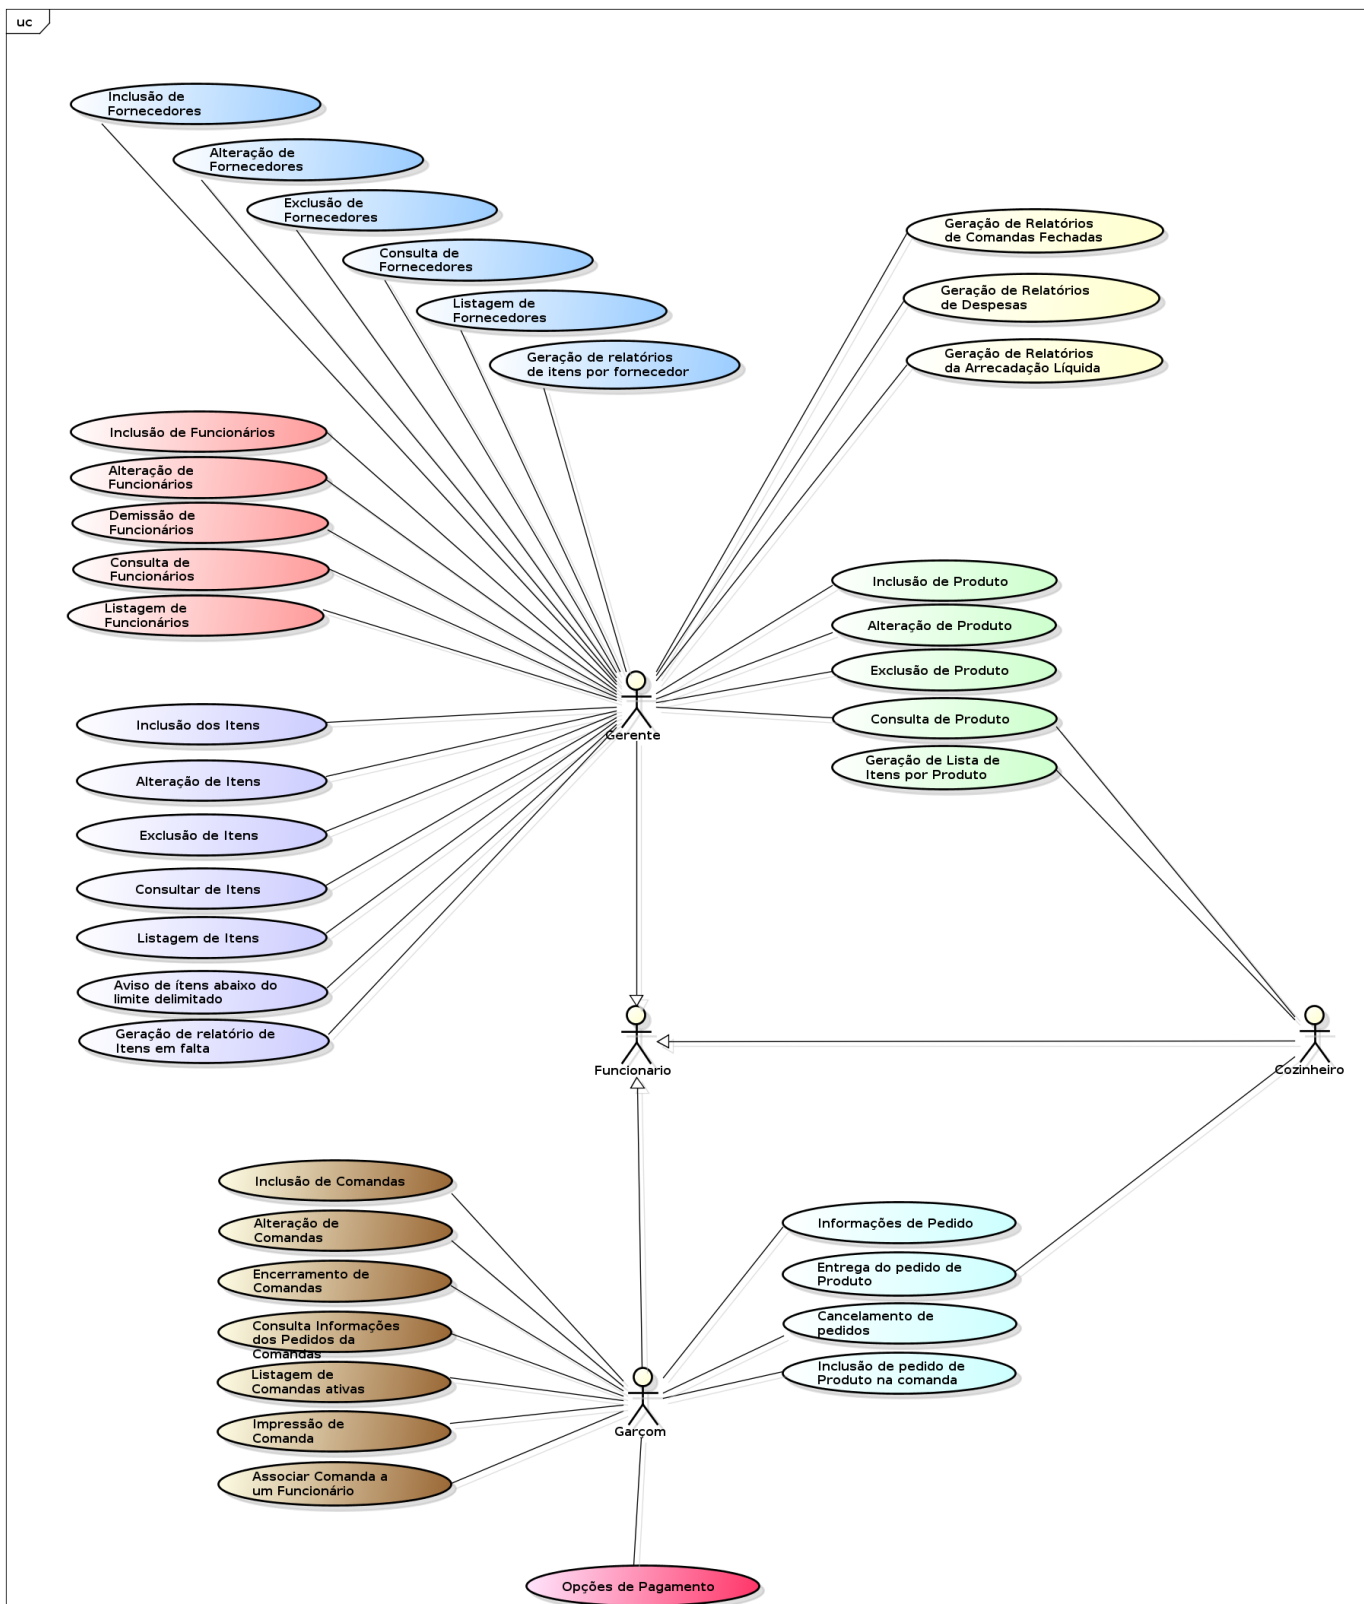 uc
Inclusão de
Fornecedores
Alteração de
Fornecedores
Exclusão de
Fornecedores
Consulta de
Fornecedores
Listagem de
Fornecedores
Geração de relatórios
de itens por fornecedor
Geração de Relatórios
de Comandas Fechadas
Geração de Relatórios
de Despesas
Geração de Relatórios
da Arrecadação Líquida
Inclusão de Funcionários
Alteração de
Funcionários
Demissão de
Funcionários
Consulta de
Funcionários
Listagem de
Funcionários
Inclusão de Produto
Alteração de Produto
Exclusão de Produto
Consulta de Produto
Geração de Lista de
Itens por Produto
Gerente
Inclusão dos Itens
Alteração de Itens
Exclusão de Itens
Consultar de Itens
Listagem de Itens
Aviso de ítens abaixo do
limite delimitado
Geração de relatório de
Itens em falta
Funcionario
Cozinheiro
Inclusão de Comandas
Alteração de
Comandas
Encerramento de
Comandas
Consulta Informações
dos Pedidos da
Comandas
Listagem de
Comandas ativas
Impressão de
Comanda
Associar Comanda a
um Funcionário
Informações de Pedido
Entrega do pedido de
Produto
Cancelamento de
pedidos
Inclusão de pedido de
Produto na comanda
Garçom
Opções de Pagamento